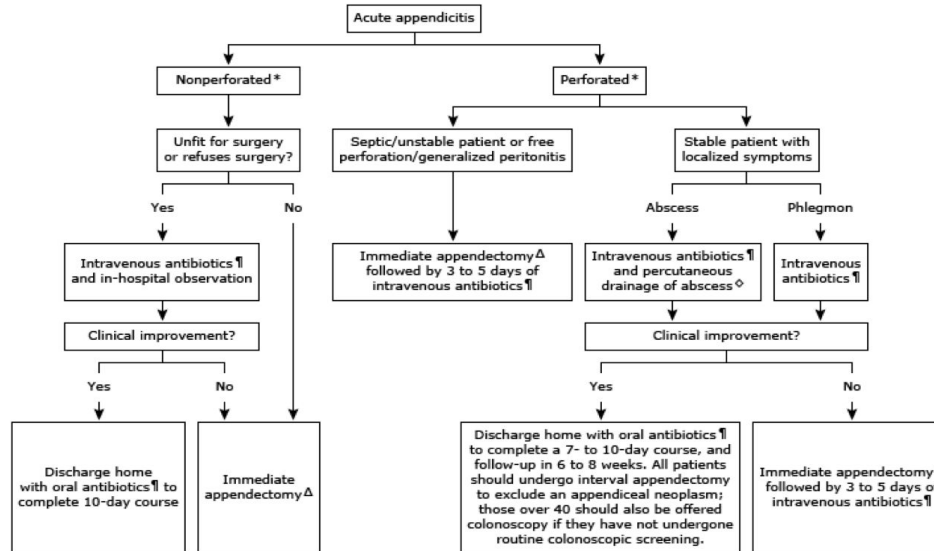 Acute appendicitis
Nonperforated*
Perforated*
Unfit for surgery
or refuses surgery?
Septic/unstable patient or free
perforation/generalized peritonitis
Stable patient with
localized symptoms
Yes
No
Abscess
Phlegmon
Intravenous antibiotics¶
and in-hospital observation
Immediate appendectomyΔ
followed by 3 to 5 days of
intravenous antibiotics¶
Intravenous antibiotics¶
and percutaneous
drainage of abscess◇
Intravenous
antibiotics¶
Clinical improvement?
Clinical improvement?
Yes
No
Yes
No
Discharge home
with oral antibiotics¶ to
complete 10-day course
Immediate
appendectomyΔ
Discharge home with oral antibiotics¶
to complete a 7- to 10-day course, and
follow-up in 6 to 8 weeks. All patients
should undergo interval appendectomy
to exclude an appendiceal neoplasm;
those over 40 should also be offered
colonoscopy if they have not undergone
routine colonoscopic screening.
Immediate appendectomy
followed by 3 to 5 days o
intravenous antibiotics¶